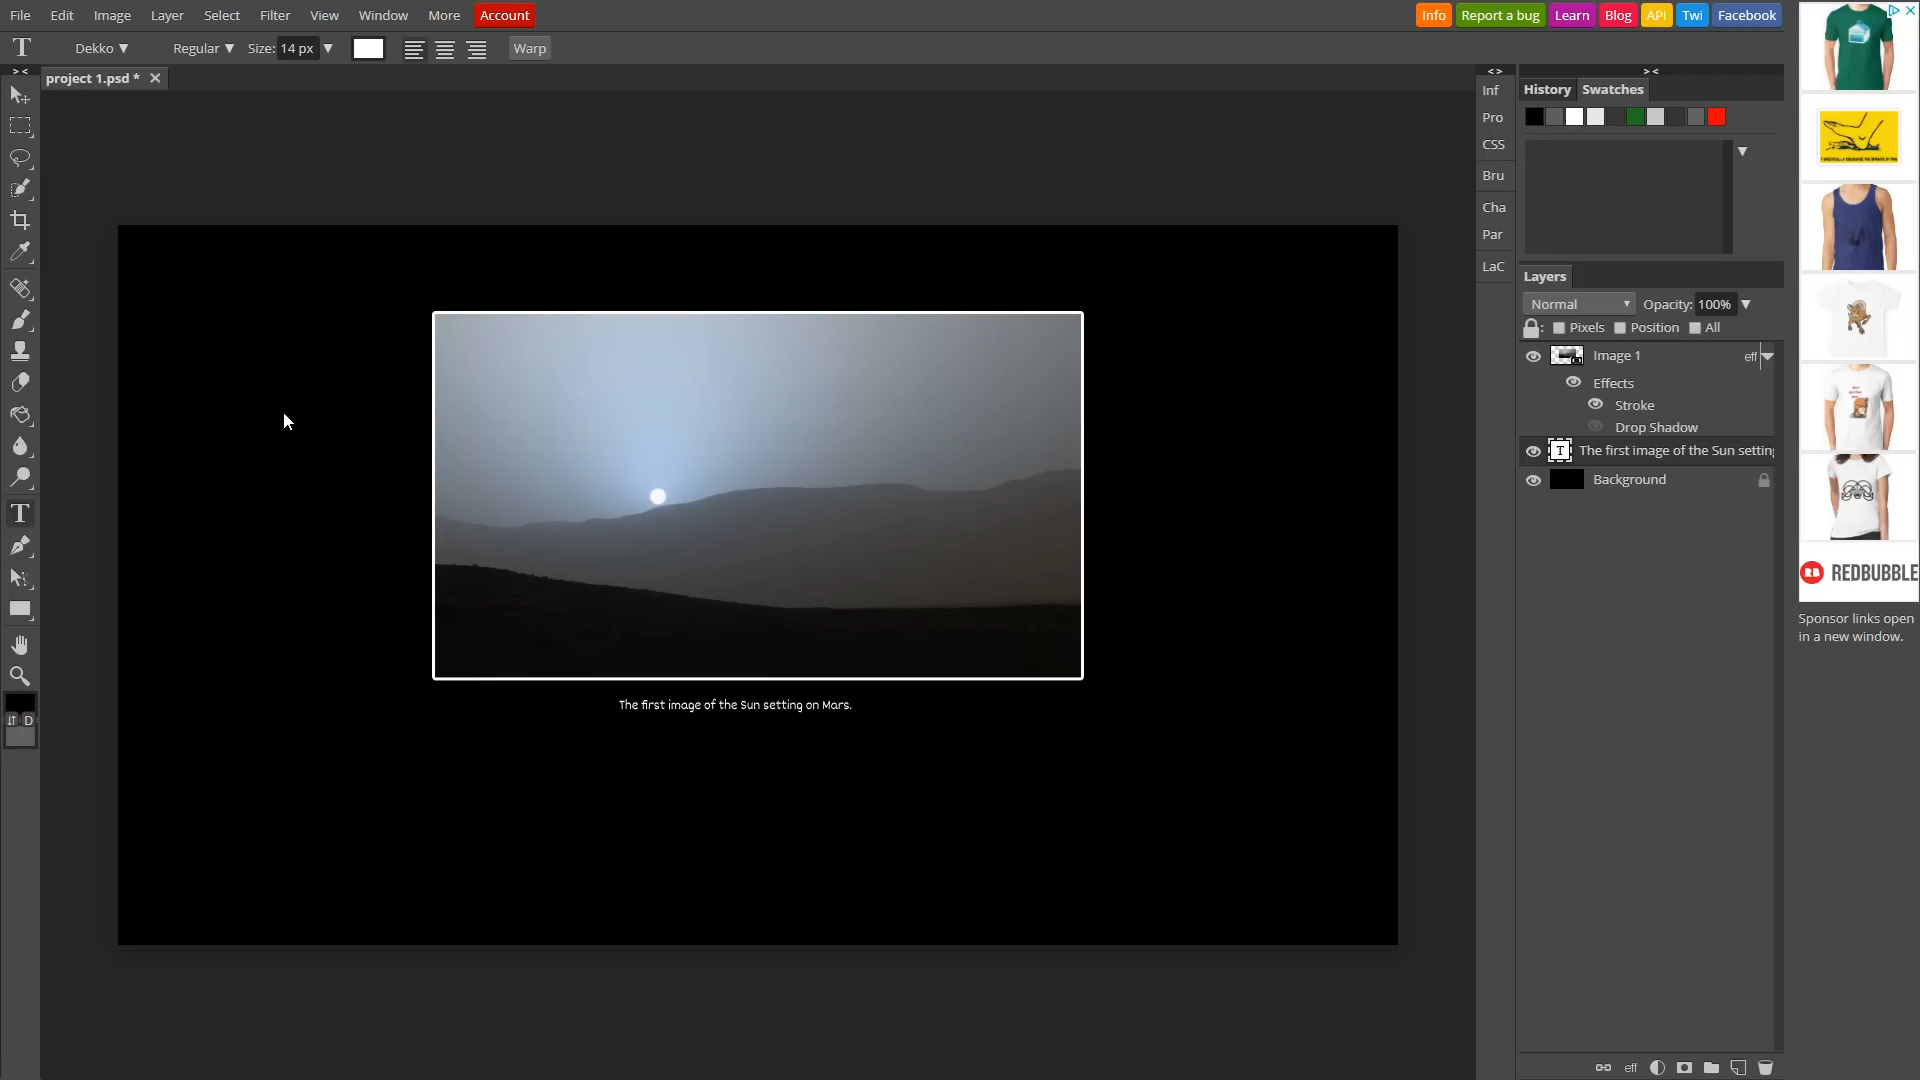 File Edit Image Layer Select Filter View Window More Account Info Report a bug Learn Blog API Twi Facebook
T Dekko Regular Size: 14 px Warp
project 1.psd *
Inf
Pro
CSS
Bru
Cha
Par
LaC
History Swatches
Layers
Normal Opacity: 100%
Pixels Position All
Image 1 eff
Effects
Stroke
Drop Shadow
T The first image of the Sun setting
Background
T
D
The first image of the Sun setting on Mars.
eff
REDBUBBLE
Sponsor links open
in a new window.